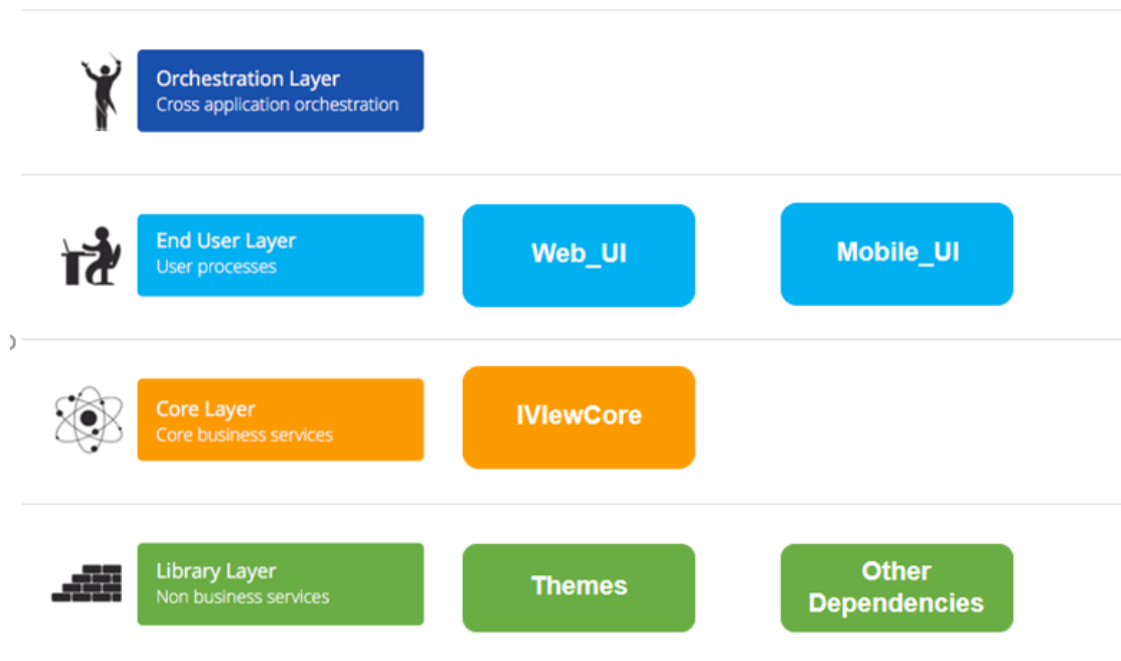 Orchestration Layer
Cross application orchestration
End User Layer
User processes
Web_UI
Mobile_UI
Core Layer
Core business services
IVIewCore
Library Layer
Non business services
Themes
Other
Dependencies